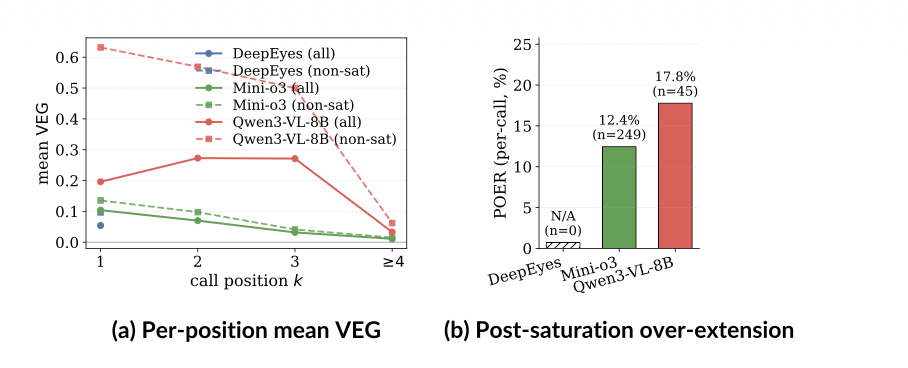 mean VEG
0.6
0.5
0.4
0.3
0.2
0.1
0.0
DeepEyes (all)
DeepEyes (non-sat)
Mini-o3 (all)
Mini-o3 (non-sat)
Qwen3-VL-8B (all)
Qwen3-VL-8B (non-sat)
1
2
3
≥4
call position k
(a) Per-position mean VEG
POER (per-call, %)
25
20
15
10
5
0
N/A
(n=0)
12.4%
(n=249)
17.8%
(n=45)
DeepEyes
Mini-o3
Qwen3-VL-8B
(b) Post-saturation over-extension